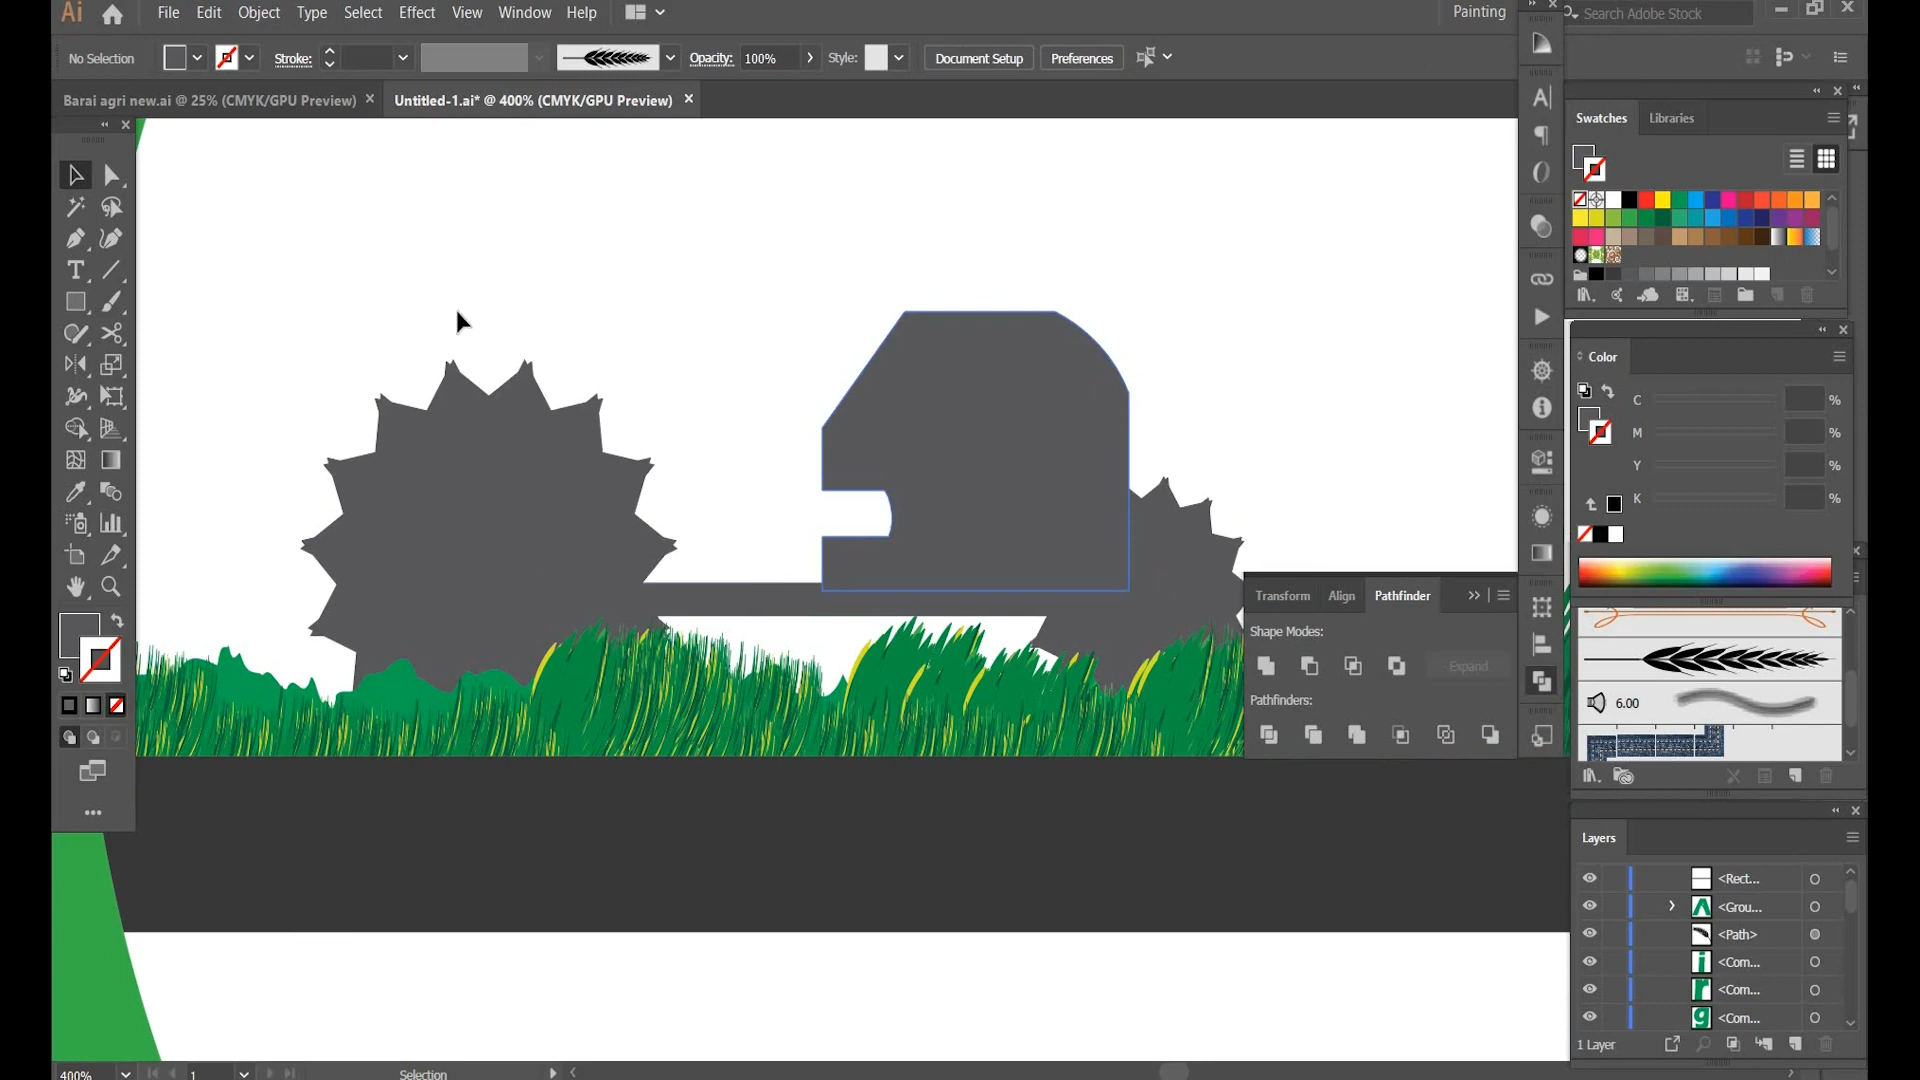 Ai File Edit Object Type Select Effect View Window Help Painting Search Adobe Stock
No Selection Stroke: Opacity: 100% Style: Document Setup Preferences
Barai agri new.ai @ 25% (CMYK/GPU Preview) × Untitled-1.ai* @ 400% (CMYK/GPU Preview) ×
Swatches Libraries
Color
C %
M %
Y %
K %
Transform Align Pathfinder
Shape Modes:
Expand
Pathfinders:
6.00
Layers
<Rect...
<Grou...
<Path>
<Com...
<Com...
<Com...
1 Layer
400% 1 Selection